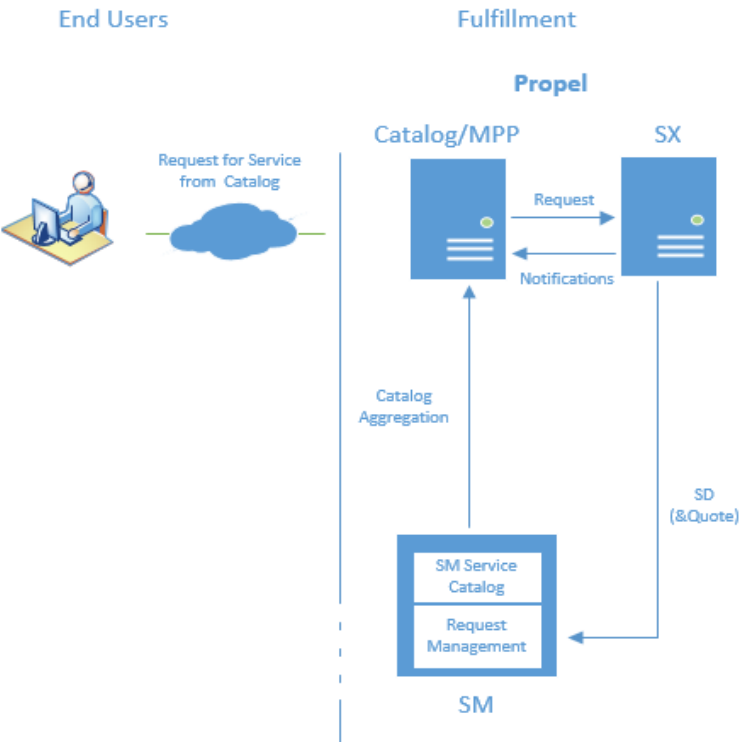 End Users
Fulfillment
Propel
Catalog/MPP
SX
Request for Service
from Catalog
Request
Notifications
Catalog
Aggregation
SD
(&Quote)
SM Service
Catalog
Request
Management
SM